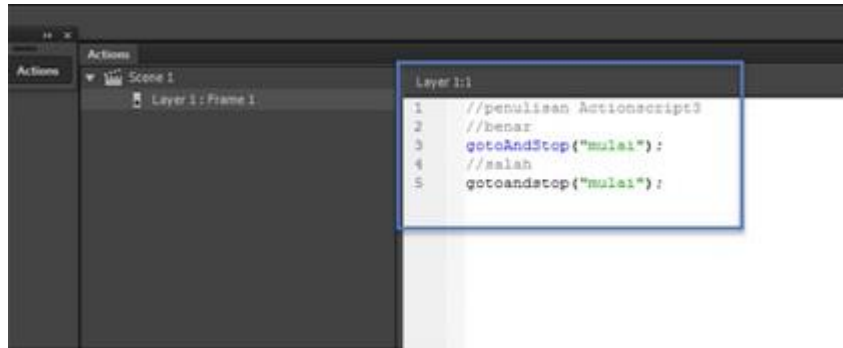 Actions
Actions
Scene 1
Layer 1 : Frame 1
Layer 1:1
1 //penulisan Actionscript3
2 //benar
3 gotoAndStop("mulai");
4 //salah
5 gotoandstop("mulai");